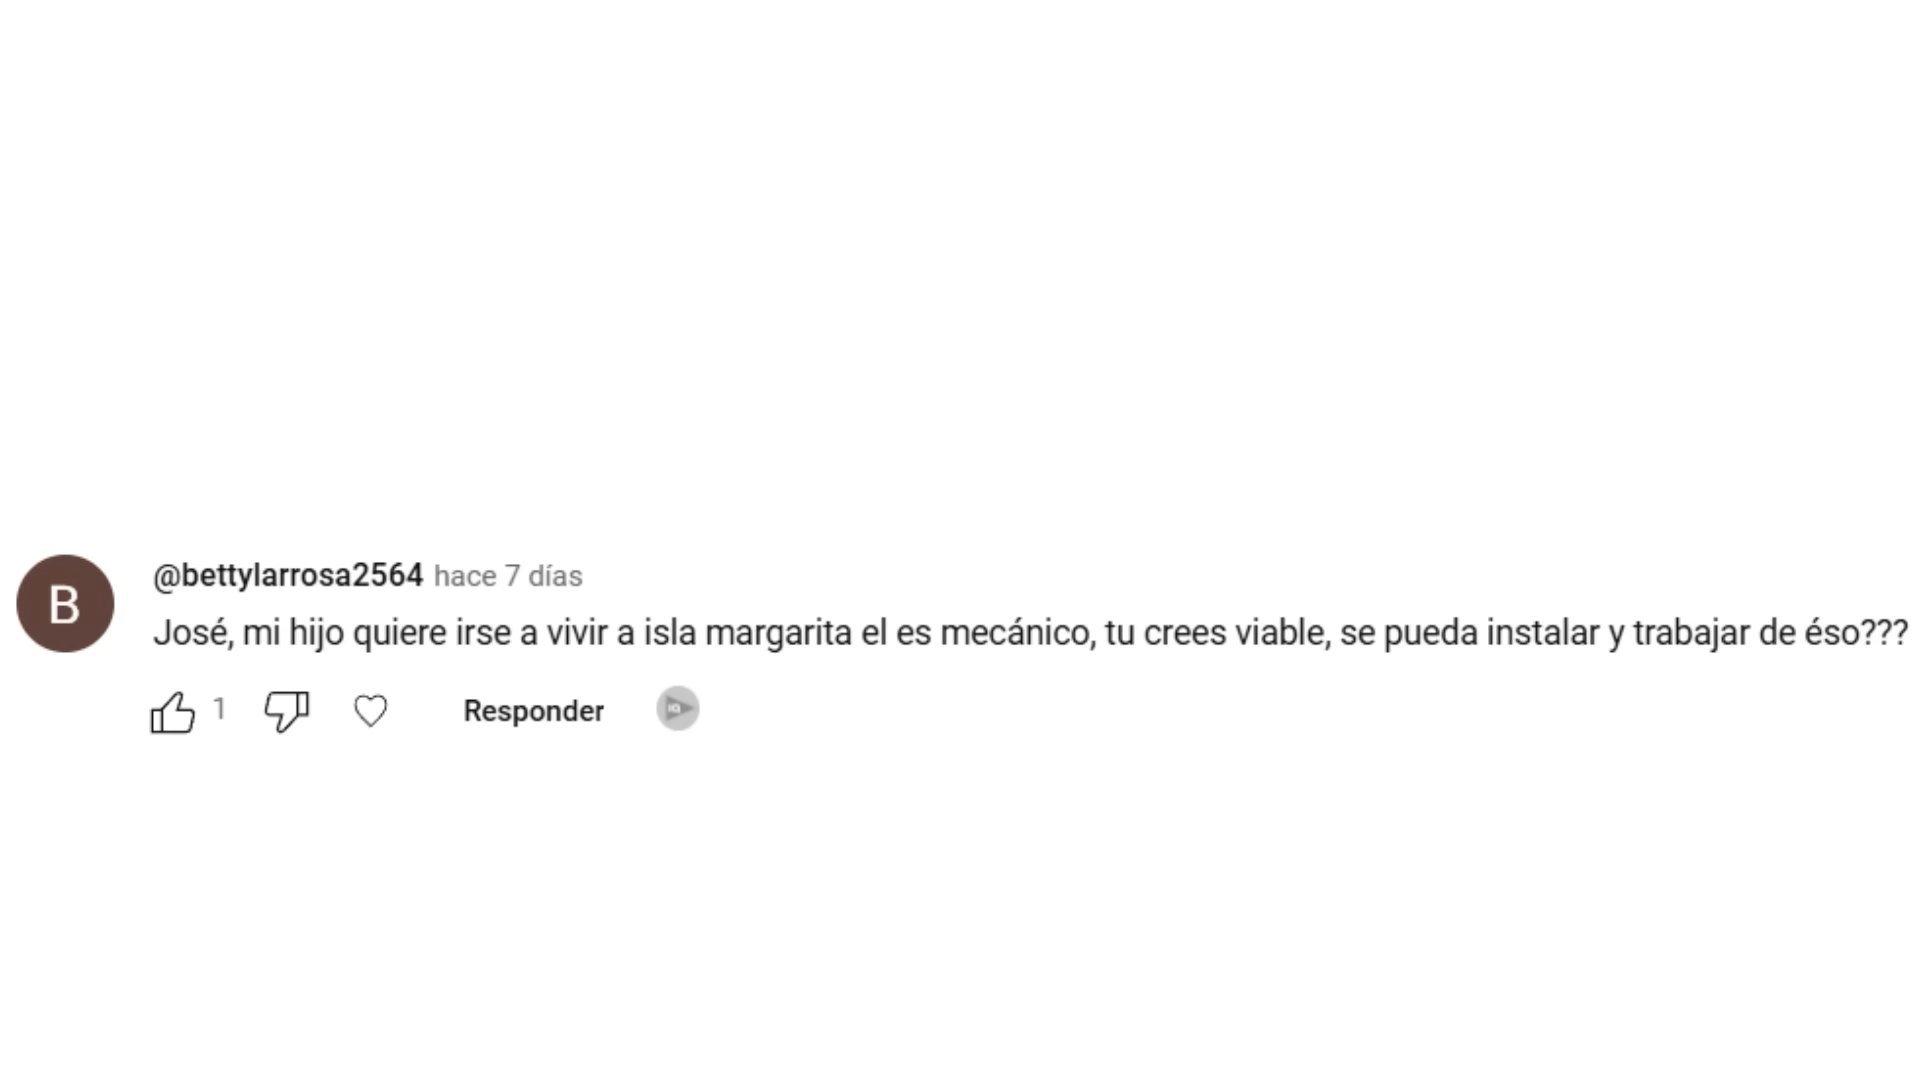 B
@bettylarrosa2564 hace 7 días
José, mi hijo quiere irse a vivir a isla margarita el es mecánico, tu crees viable, se pueda instalar y trabajar de éso???
1 Responder IQ